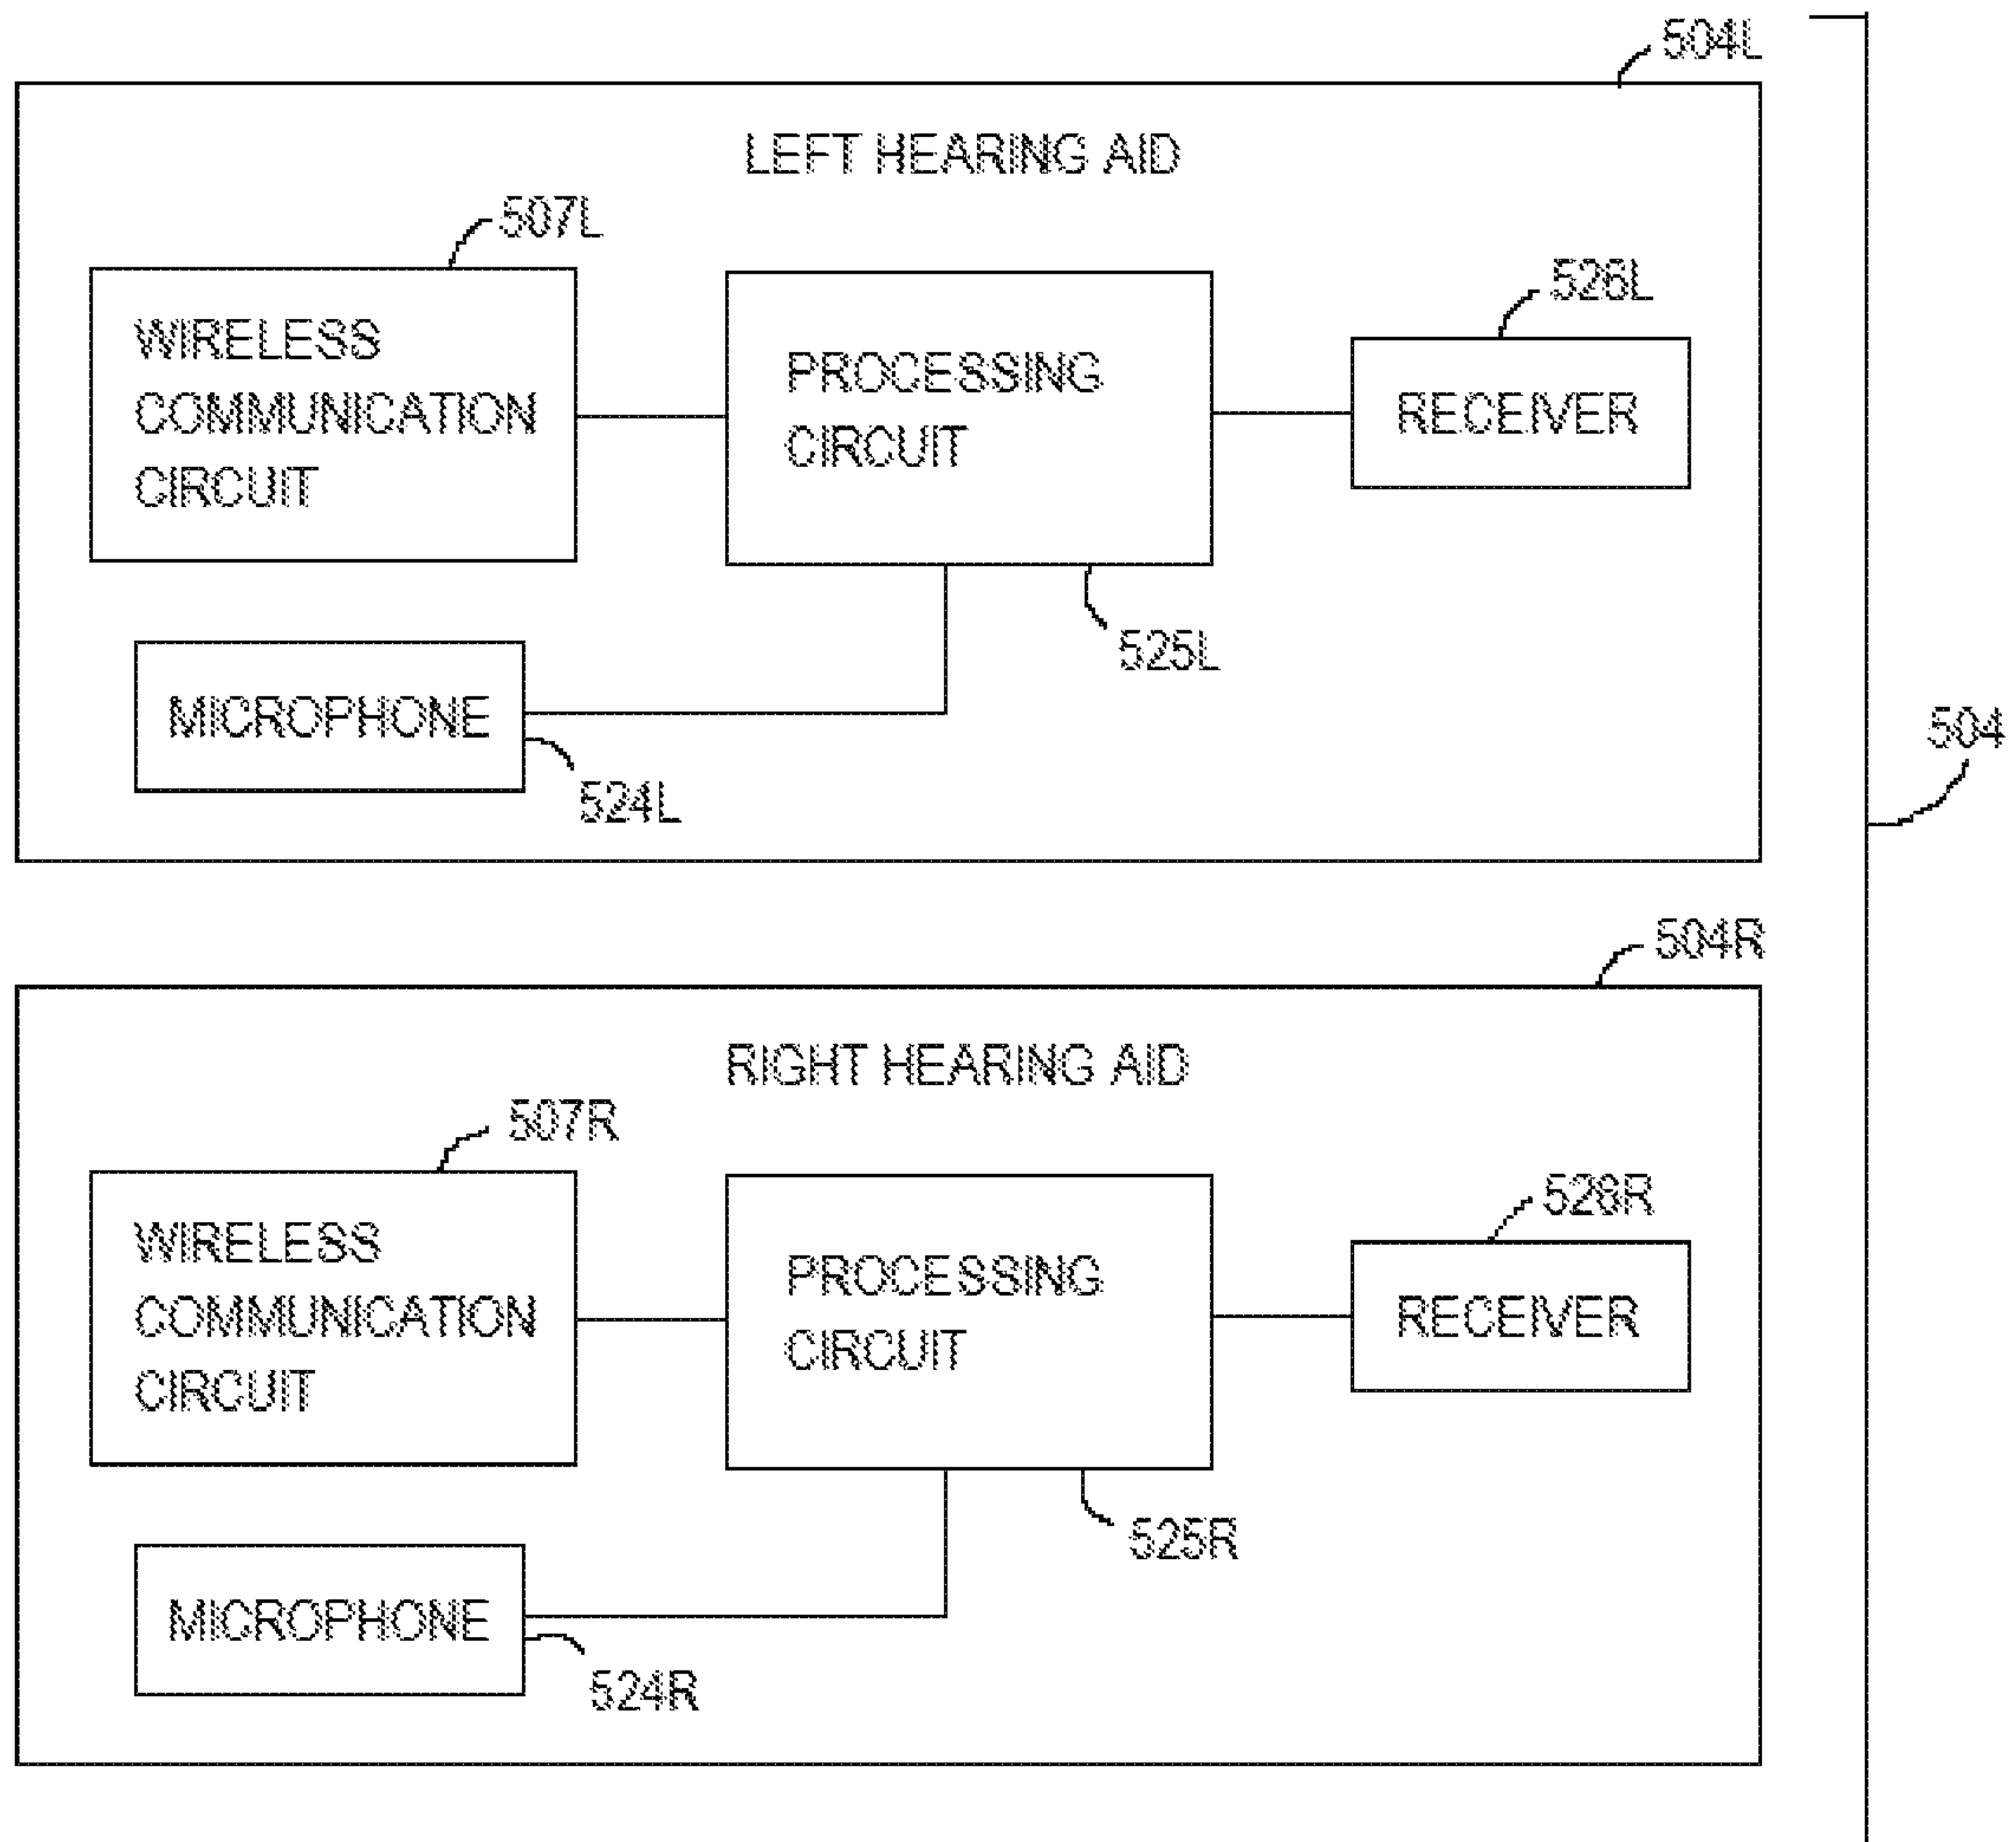 504L
LEFT HEARING AID
507L
526L
WIRELESS
COMMUNICATION
CIRCUIT
PROCESSING
CIRCUIT
RECEIVER
525L
MICROPHONE
524L
504
504R
RIGHT HEARING AID
507R
526R
WIRELESS
COMMUNICATION
CIRCUIT
PROCESSING
CIRCUIT
RECEIVER
525R
MICROPHONE
524R